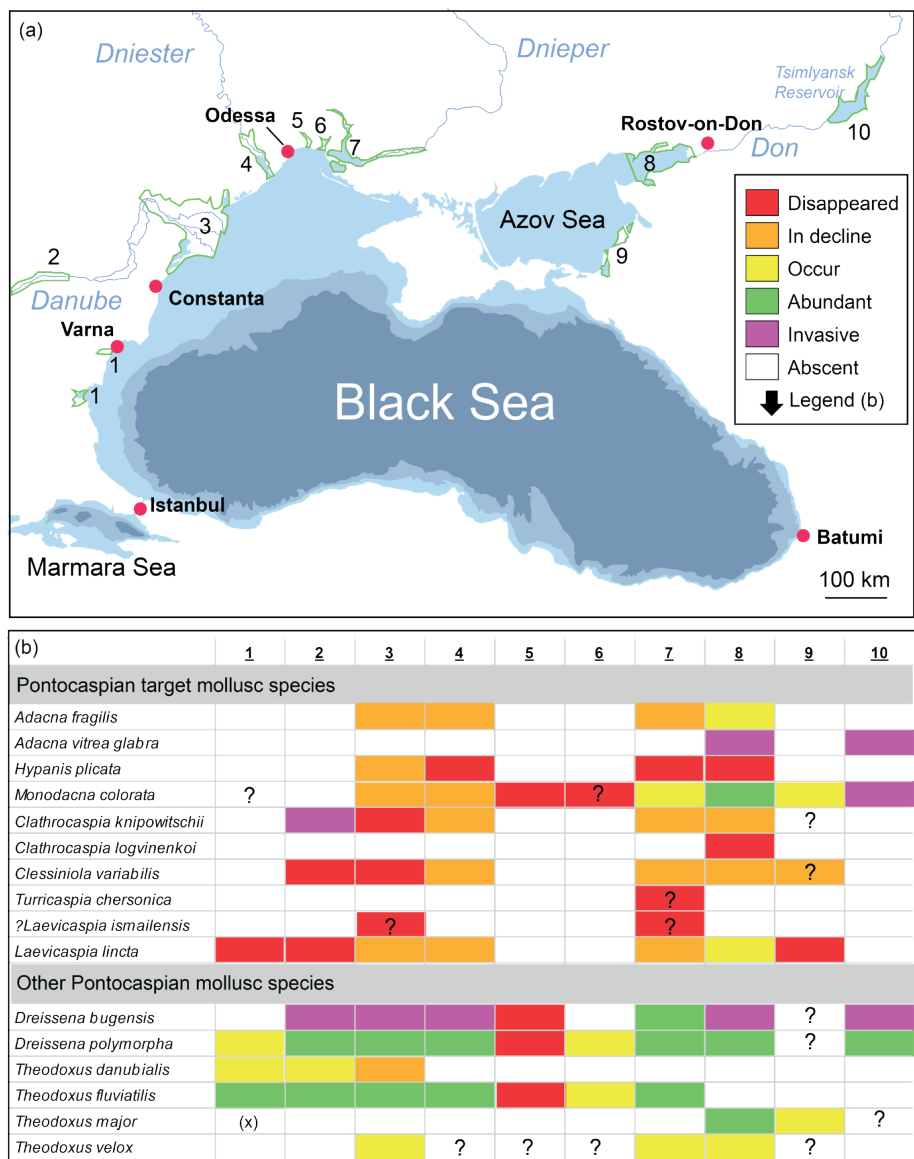 (a)
Dniester
Dnieper
Tsimlyansk
Reservoir
Odessa
5
6
7
4
Rostov-on-Don
10
Don
8
Disappeared
In decline
Occur
Abundant
Invasive
Abscent
Legend (b)
Azov Sea
3
9
2
Danube
Constanta
Varna
1
1
Black Sea
Istanbul
Marmara Sea
Batumi
100 km
(b) 1 2 3 4 5 6 7 8 9 10
Pontocaspian target mollusc species
Adacna fragilis
Adacna vitrea glabra
Hypanis plicata
Monodacna colorata ? ?
Clathrocaspia knipowitschii ?
Clathrocaspia logvinenkoi
Clessiniola variabilis ?
Turricaspia chersonica ?
?Laevicaspia ismailensis ? ?
Laevicaspia lincta
Other Pontocaspian mollusc species
Dreissena bugensis ?
Dreissena polymorpha ?
Theodoxus danubialis
Theodoxus fluviatilis
Theodoxus major (x) ?
Theodoxus velox ? ? ? ?